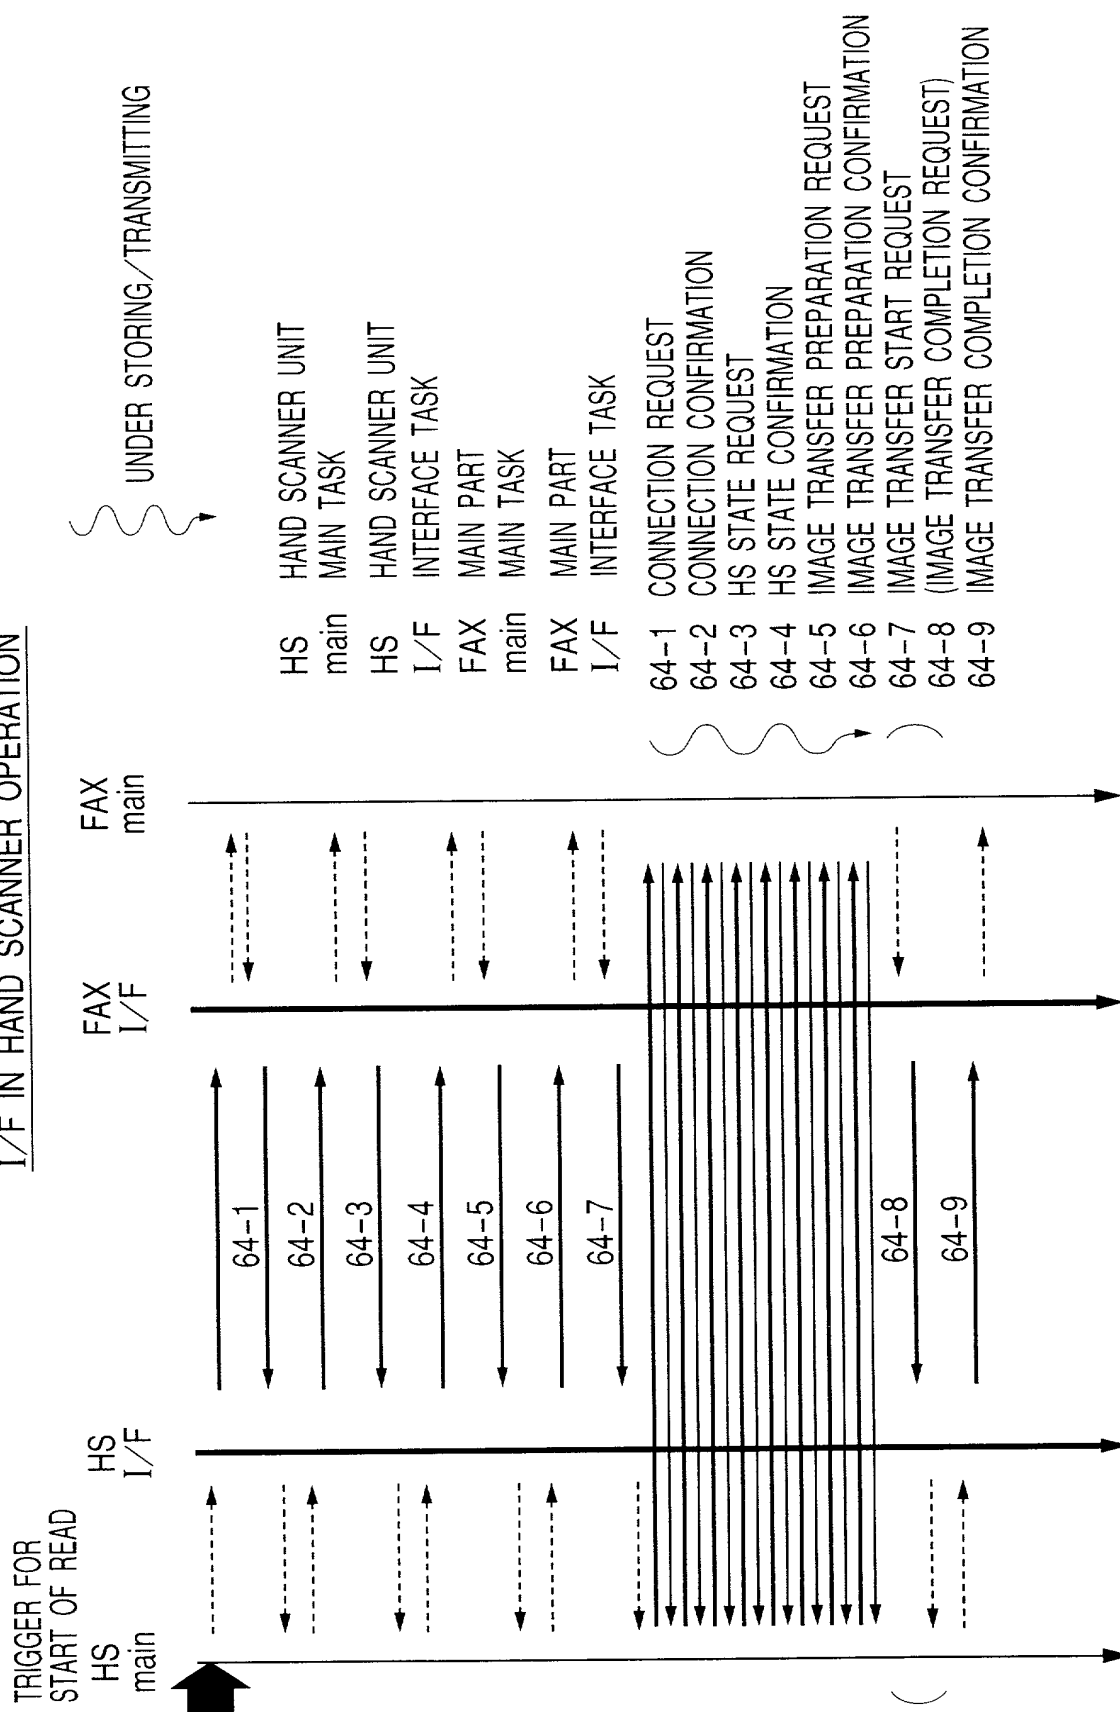 I/F IN HAND SCANNER OPERATION
TRIGGER FOR
START OF READ
HS
main
HS
I/F
FAX
I/F
FAX
main
64-1
64-2
64-3
64-4
64-5
64-6
64-7
64-8
64-9
UNDER STORING/TRANSMITTING
HS HAND SCANNER UNIT
main MAIN TASK
HS HAND SCANNER UNIT
I/F INTERFACE TASK
FAX MAIN PART
main MAIN TASK
FAX MAIN PART
I/F INTERFACE TASK
64-1 CONNECTION REQUEST
64-2 CONNECTION CONFIRMATION
64-3 HS STATE REQUEST
64-4 HS STATE CONFIRMATION
64-5 IMAGE TRANSFER PREPARATION REQUEST
64-6 IMAGE TRANSFER PREPARATION CONFIRMATION
64-7 IMAGE TRANSFER START REQUEST
64-8 (IMAGE TRANSFER COMPLETION REQUEST)
64-9 IMAGE TRANSFER COMPLETION CONFIRMATION